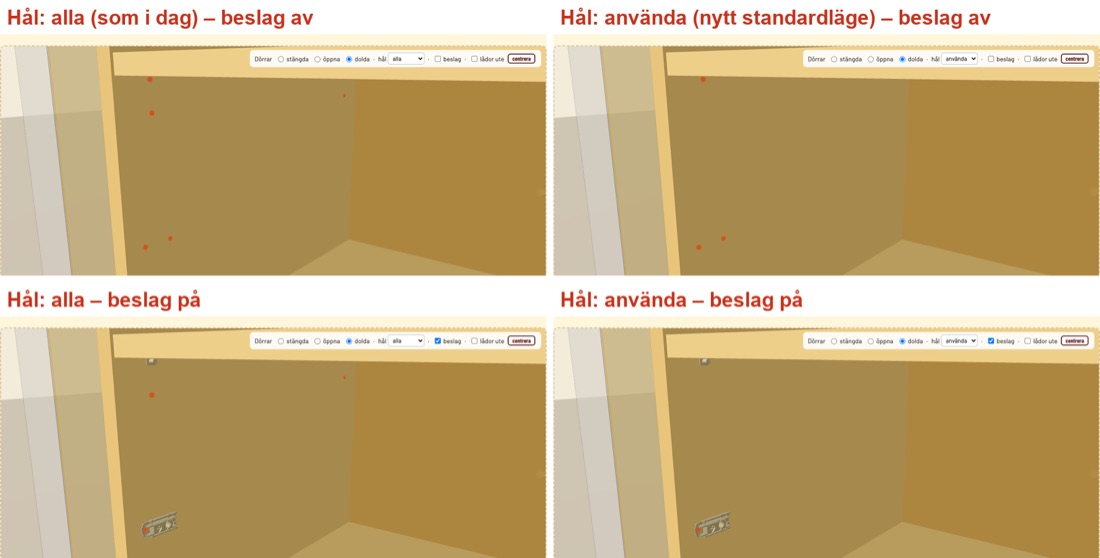 Hål: alla (som i dag) – beslag av
Hål: använda (nytt standardläge) – beslag av
Dörrar stängda öppna dolda · hål alla · beslag · lådor ute centrera
Dörrar stängda öppna dolda · hål använda · beslag · lådor ute centrera
Hål: alla – beslag på
Hål: använda – beslag på
Dörrar stängda öppna dolda · hål alla · beslag · lådor ute centrera
Dörrar stängda öppna dolda · hål använda · beslag · lådor ute centrera